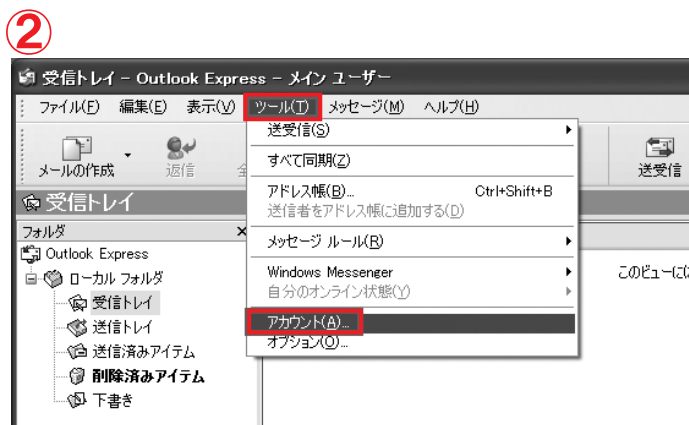 ②
受信トレイ - Outlook Express - メイン ユーザー
ファイル(F) 編集(E) 表示(V) ツール(T) メッセージ(M) ヘルプ(H)
メールの作成 返信 全 送受信
送受信(S)
すべて同期(Z)
アドレス帳(B)... Ctrl+Shift+B
送信者をアドレス帳に追加する(D)
メッセージ ルール(R)
Windows Messenger
自分のオンライン状態(Y)
アカウント(A)...
オプション(O)...
受信トレイ
フォルダ ×
Outlook Express
ローカル フォルダ
受信トレイ
送信トレイ
送信済みアイテム
削除済みアイテム
下書き
このビューに